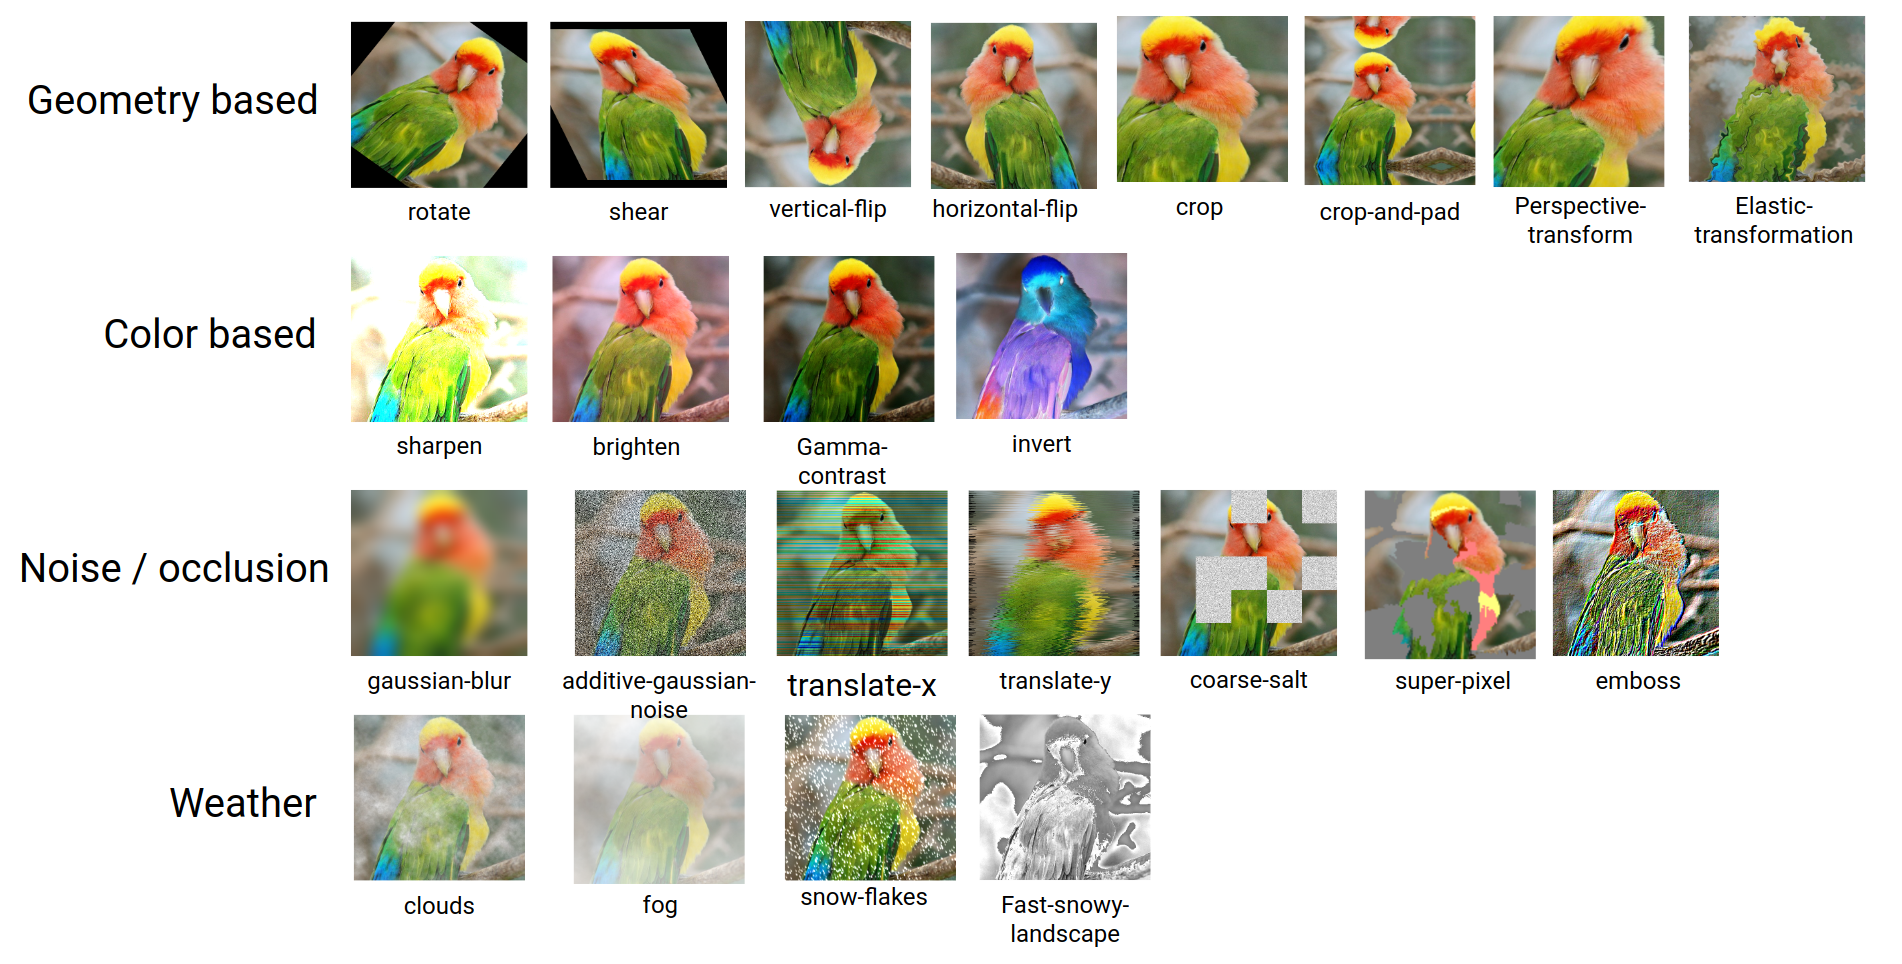 Geometry based
rotate
shear
vertical-flip
horizontal-flip
crop
crop-and-pad
Perspective-
transform
Elastic-
transformation
Color based
sharpen
brighten
Gamma-
contrast
invert
Noise / occlusion
gaussian-blur
additive-gaussian-
noise
translate-x
translate-y
coarse-salt
super-pixel
emboss
Weather
clouds
fog
snow-flakes
Fast-snowy-
landscape